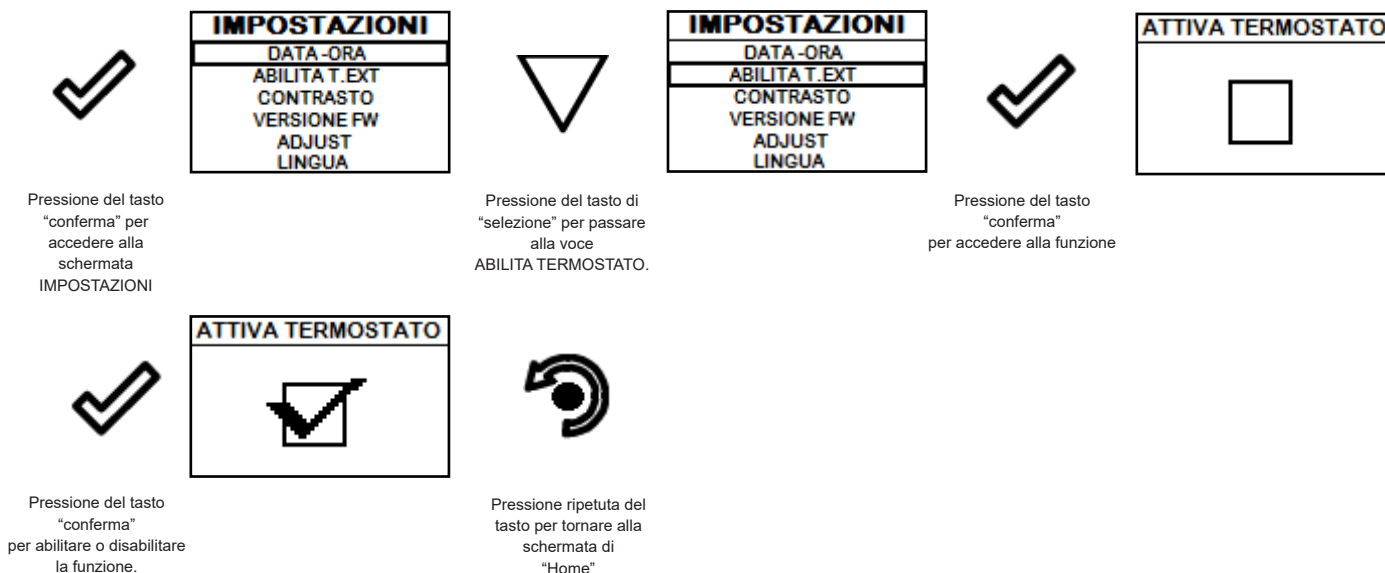 IMPOSTAZIONI
DATA-ORA
ABILITA T.EXT
CONTRASTO
VERSIONE FW
ADJUST
LINGUA
Pressione del tasto
“conferma” per
accedere alla
schermata
IMPOSTAZIONI
Pressione del tasto di
“selezione” per passare
alla voce
ABILITA TERMOSTATO.
IMPOSTAZIONI
DATA-ORA
ABILITA T.EXT
CONTRASTO
VERSIONE FW
ADJUST
LINGUA
Pressione del tasto
“conferma”
per accedere alla funzione
ATTIVA TERMOSTATO
Pressione del tasto
“conferma”
per abilitare o disabilitare
la funzione.
ATTIVA TERMOSTATO
Pressione ripetuta del
tasto per tornare alla
schermata di
“Home”